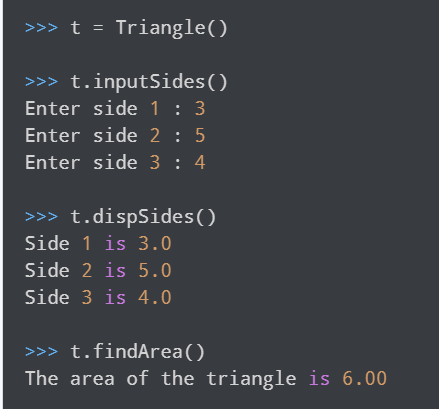 >>> t = Triangle()
>>> t.inputSides()
Enter side 1 : 3
Enter side 2 : 5
Enter side 3 : 4
>>> t.dispSides()
Side 1 is 3.0
Side 2 is 5.0
Side 3 is 4.0
>>> t.findArea()
The area of the triangle is 6.00